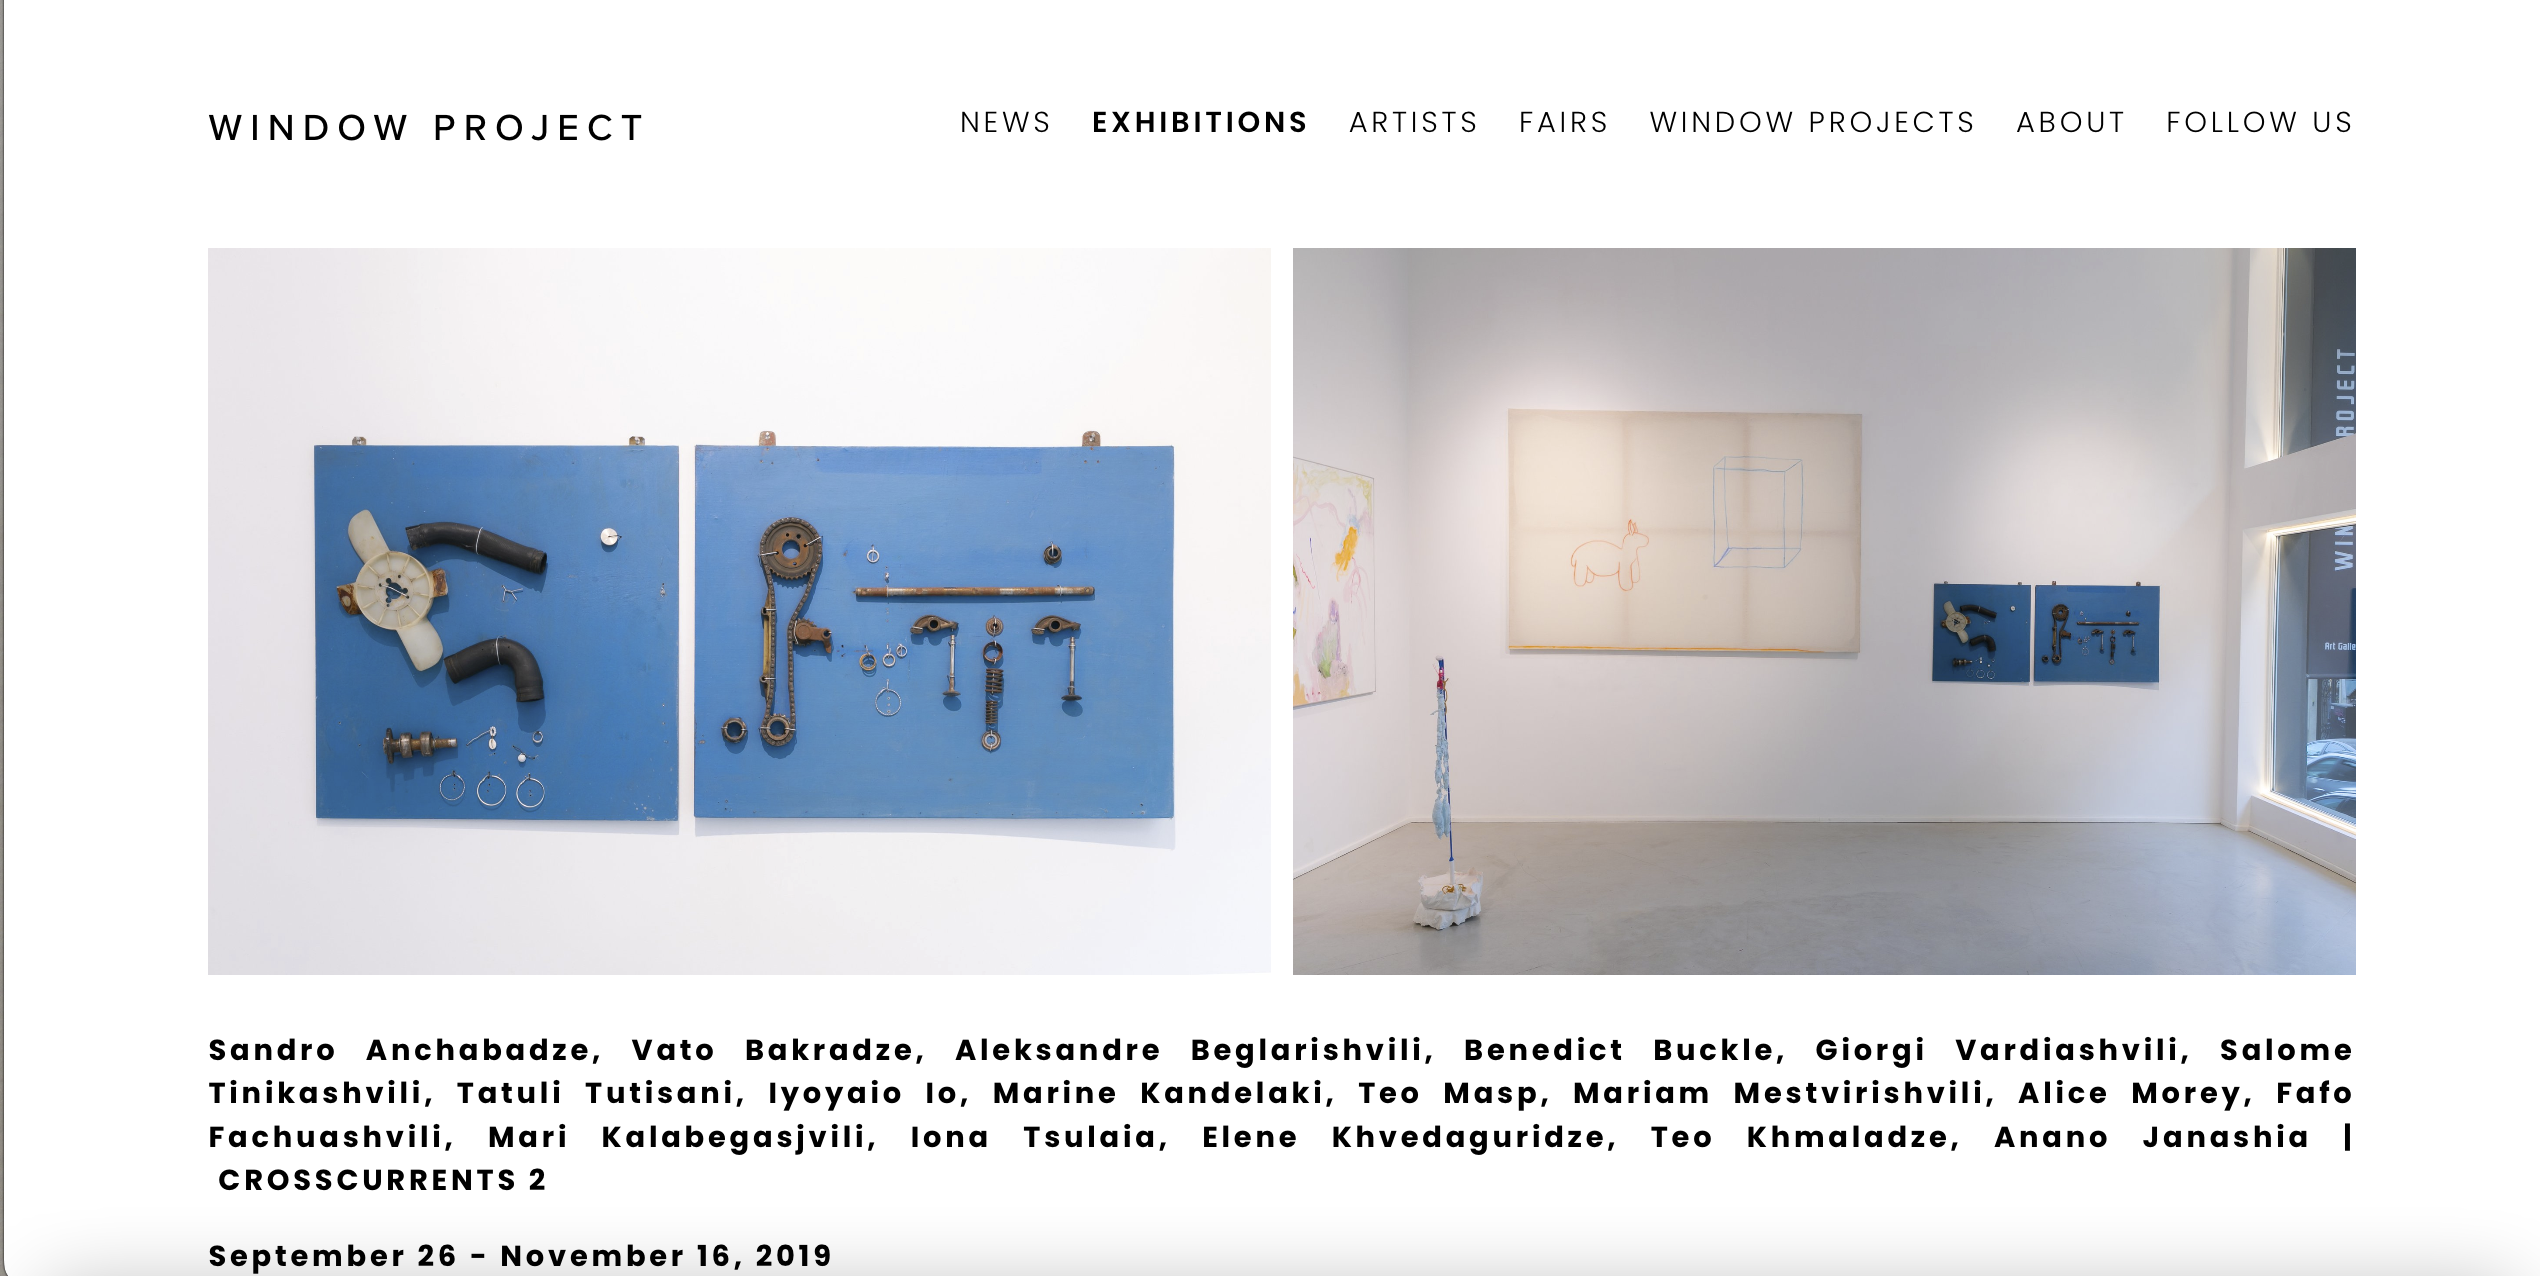 WINDOW PROJECT
NEWS EXHIBITIONS ARTISTS FAIRS WINDOW PROJECTS ABOUT FOLLOW US
ROJECT
WIN
Art Galle
Sandro Anchabadze, Vato Bakradze, Aleksandre Beglarishvili, Benedict Buckle, Giorgi Vardiashvili, Salome
Tinikashvili, Tatuli Tutisani, Iyoyaio Io, Marine Kandelaki, Teo Masp, Mariam Mestvirishvili, Alice Morey, Fafo
Fachuashvili, Mari Kalabegasjvili, Iona Tsulaia, Elene Khvedaguridze, Teo Khmaladze, Anano Janashia |
CROSSCURRENTS 2
September 26 - November 16, 2019